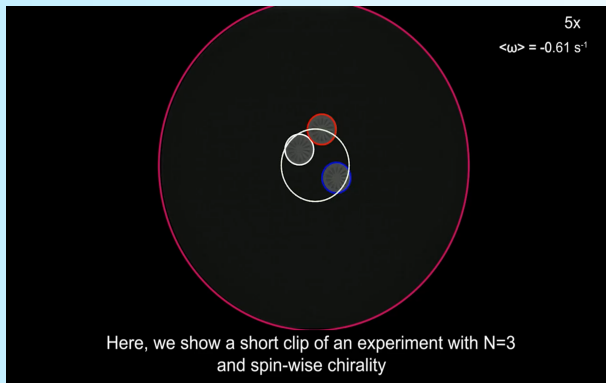 5x
<ω> = -0.61 s⁻¹
Here, we show a short clip of an experiment with N=3
and spin-wise chirality